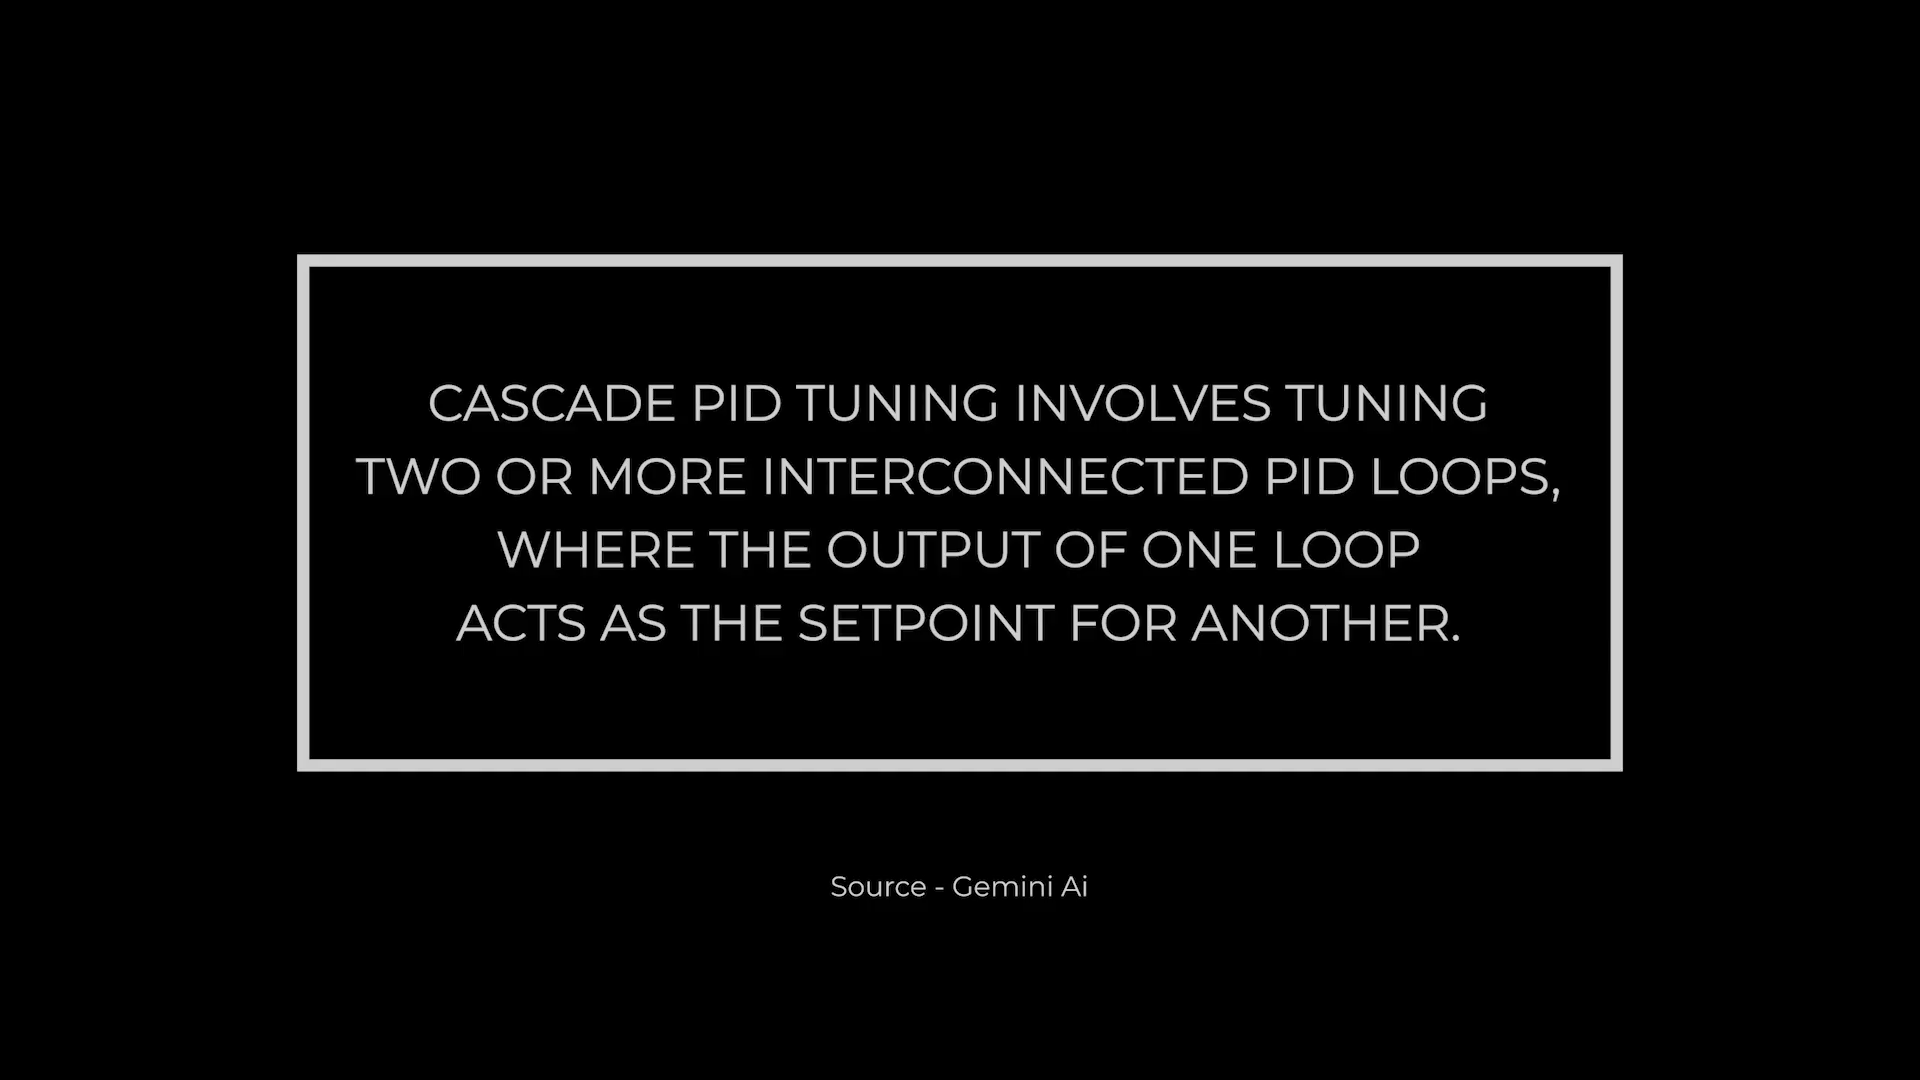 CASCADE PID TUNING INVOLVES TUNING
TWO OR MORE INTERCONNECTED PID LOOPS,
WHERE THE OUTPUT OF ONE LOOP
ACTS AS THE SETPOINT FOR ANOTHER.
Source - Gemini Ai